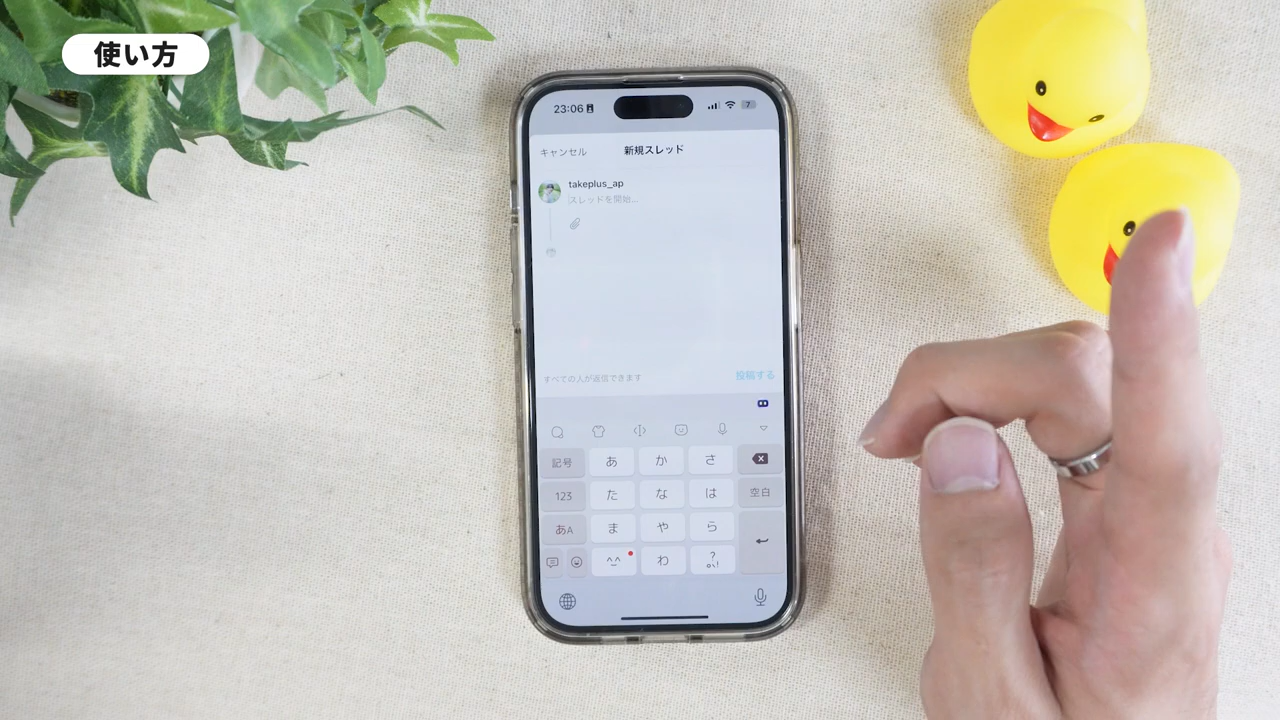 使い方
23:06
7
キャンセル
新規スレッド
takeplus_ap
スレッドを開始...
すべての人が返信できます
投稿する
記号
あ
か
さ
123
た
な
は
空白
あA
ま
や
ら
^^
わ
?